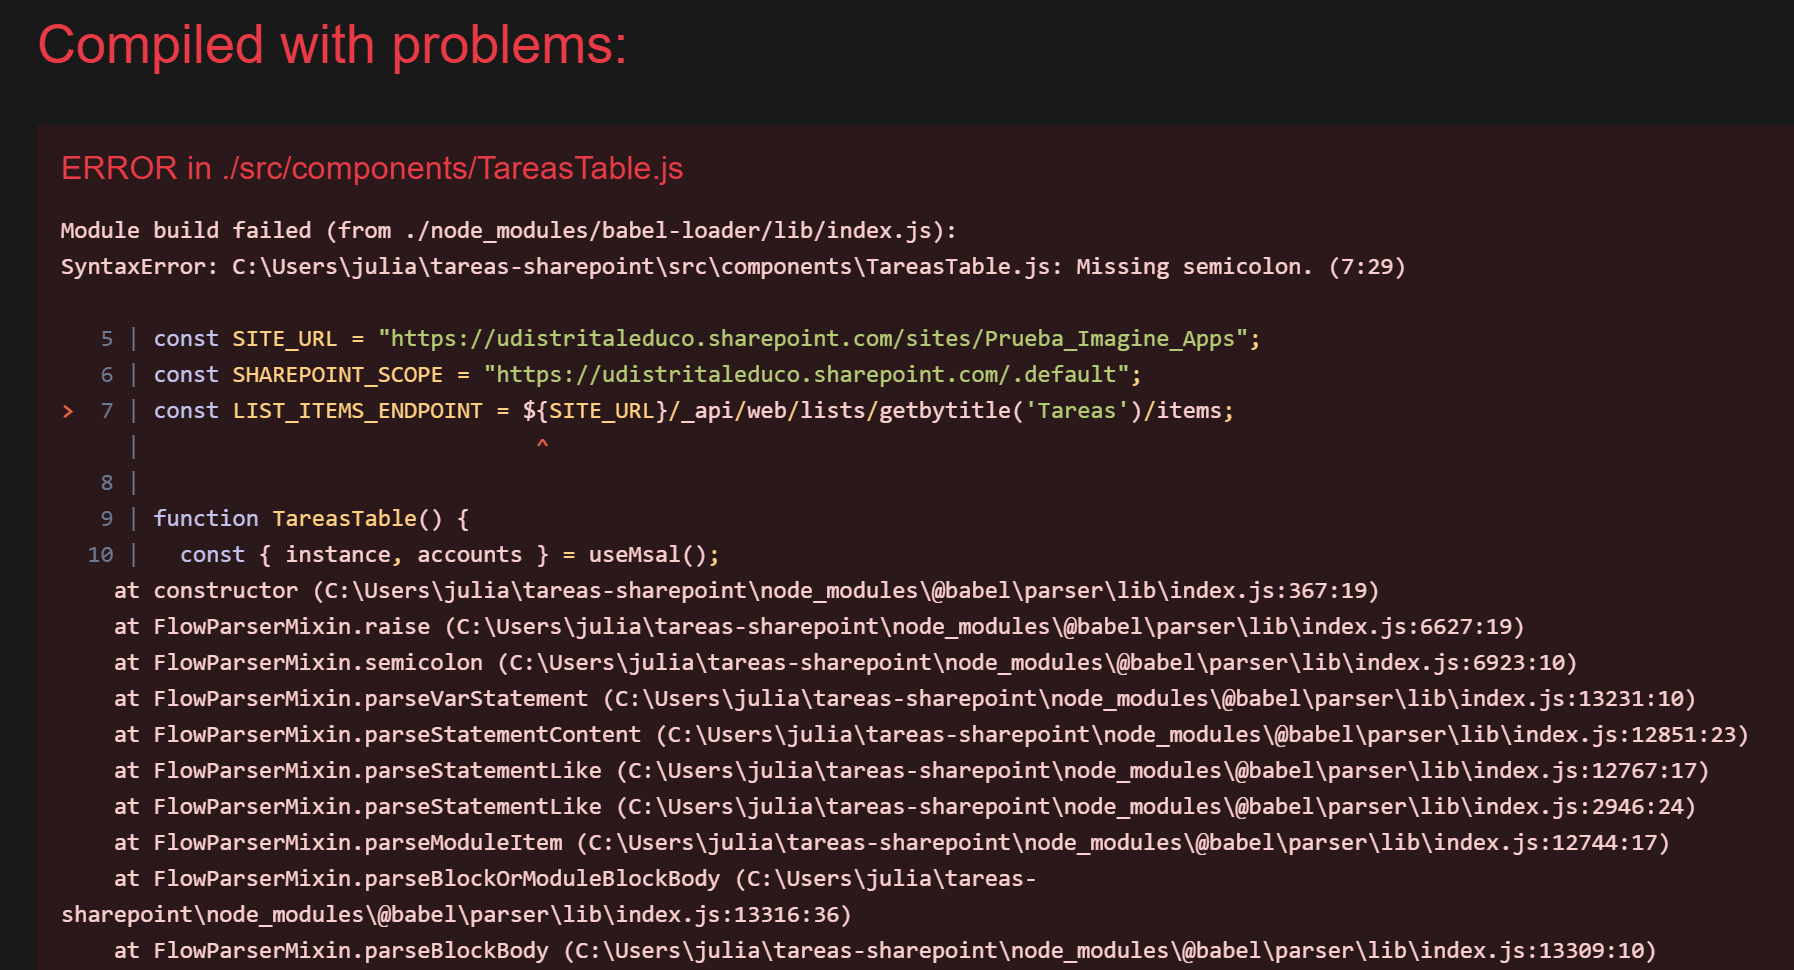 Compiled with problems:
ERROR in ./src/components/TareasTable.js
Module build failed (from ./node_modules/babel-loader/lib/index.js):
SyntaxError: C:\Users\julia\tareas-sharepoint\src\components\TareasTable.js: Missing semicolon. (7:29)
5 | const SITE_URL = "https://udistritaleduco.sharepoint.com/sites/Prueba_Imagine_Apps";
6 | const SHAREPOINT_SCOPE = "https://udistritaleduco.sharepoint.com/.default";
> 7 | const LIST_ITEMS_ENDPOINT = ${SITE_URL}/_api/web/lists/getbytitle('Tareas')/items;
| ^
8 |
9 | function TareasTable() {
10 | const { instance, accounts } = useMsal();
at constructor (C:\Users\julia\tareas-sharepoint\node_modules\@babel\parser\lib\index.js:367:19)
at FlowParserMixin.raise (C:\Users\julia\tareas-sharepoint\node_modules\@babel\parser\lib\index.js:6627:19)
at FlowParserMixin.semicolon (C:\Users\julia\tareas-sharepoint\node_modules\@babel\parser\lib\index.js:6923:10)
at FlowParserMixin.parseVarStatement (C:\Users\julia\tareas-sharepoint\node_modules\@babel\parser\lib\index.js:13231:10)
at FlowParserMixin.parseStatementContent (C:\Users\julia\tareas-sharepoint\node_modules\@babel\parser\lib\index.js:12851:23)
at FlowParserMixin.parseStatementLike (C:\Users\julia\tareas-sharepoint\node_modules\@babel\parser\lib\index.js:12767:17)
at FlowParserMixin.parseStatementLike (C:\Users\julia\tareas-sharepoint\node_modules\@babel\parser\lib\index.js:2946:24)
at FlowParserMixin.parseModuleItem (C:\Users\julia\tareas-sharepoint\node_modules\@babel\parser\lib\index.js:12744:17)
at FlowParserMixin.parseBlockOrModuleBlockBody (C:\Users\julia\tareas-
sharepoint\node_modules\@babel\parser\lib\index.js:13316:36)
at FlowParserMixin.parseBlockBody (C:\Users\julia\tareas-sharepoint\node_modules\@babel\parser\lib\index.js:13309:10)